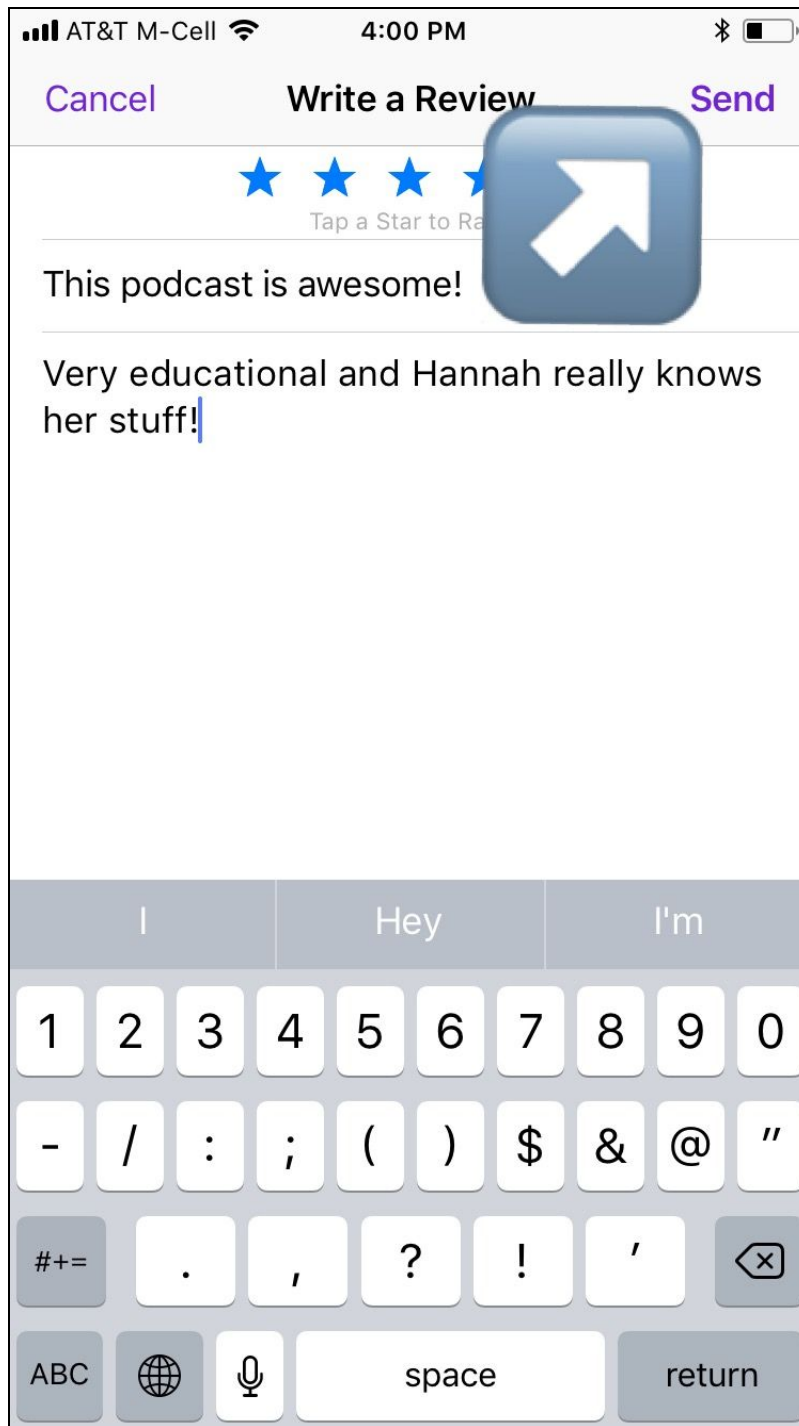 AT&T M-Cell 4:00 PM
Cancel Write a Review Send
Tap a Star to
This podcast is awesome!
Very educational and Hannah really knows
her stuff!
I Hey I'm
1 2 3 4 5 6 7 8 9 0
- / : ; ( ) $ & @ "
#+= . , ? ! '
ABC space return